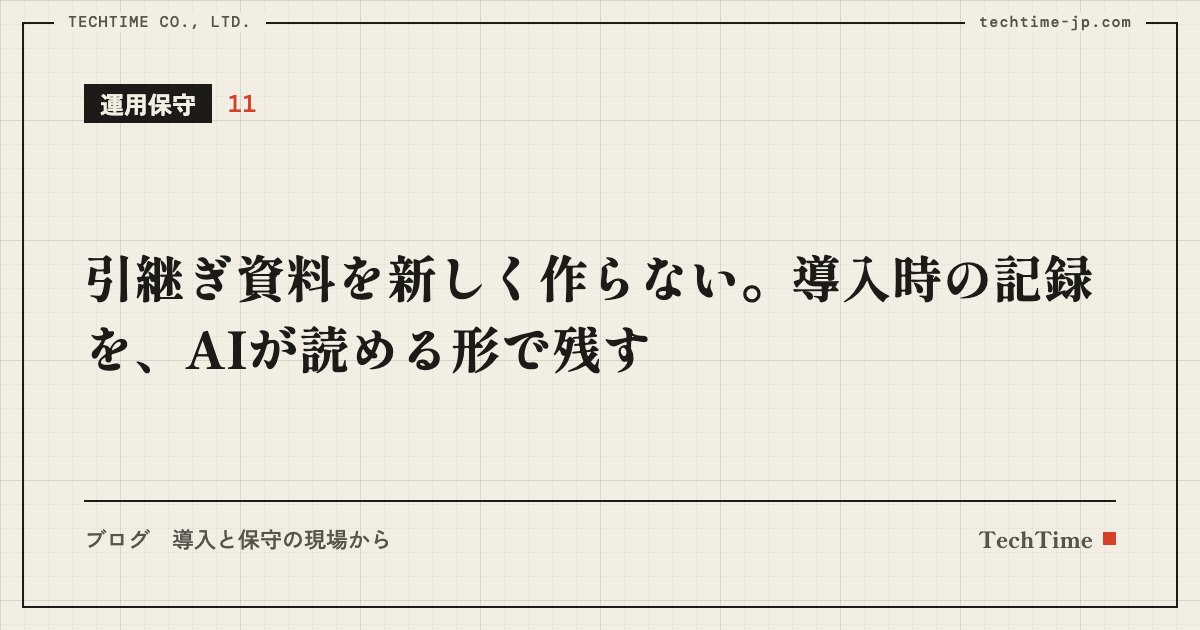 TECHTIME CO., LTD.
techtime-jp.com
運用保守 11
引継ぎ資料を新しく作らない。導入時の記録
を、AIが読める形で残す
ブログ 導入と保守の現場から
TechTime